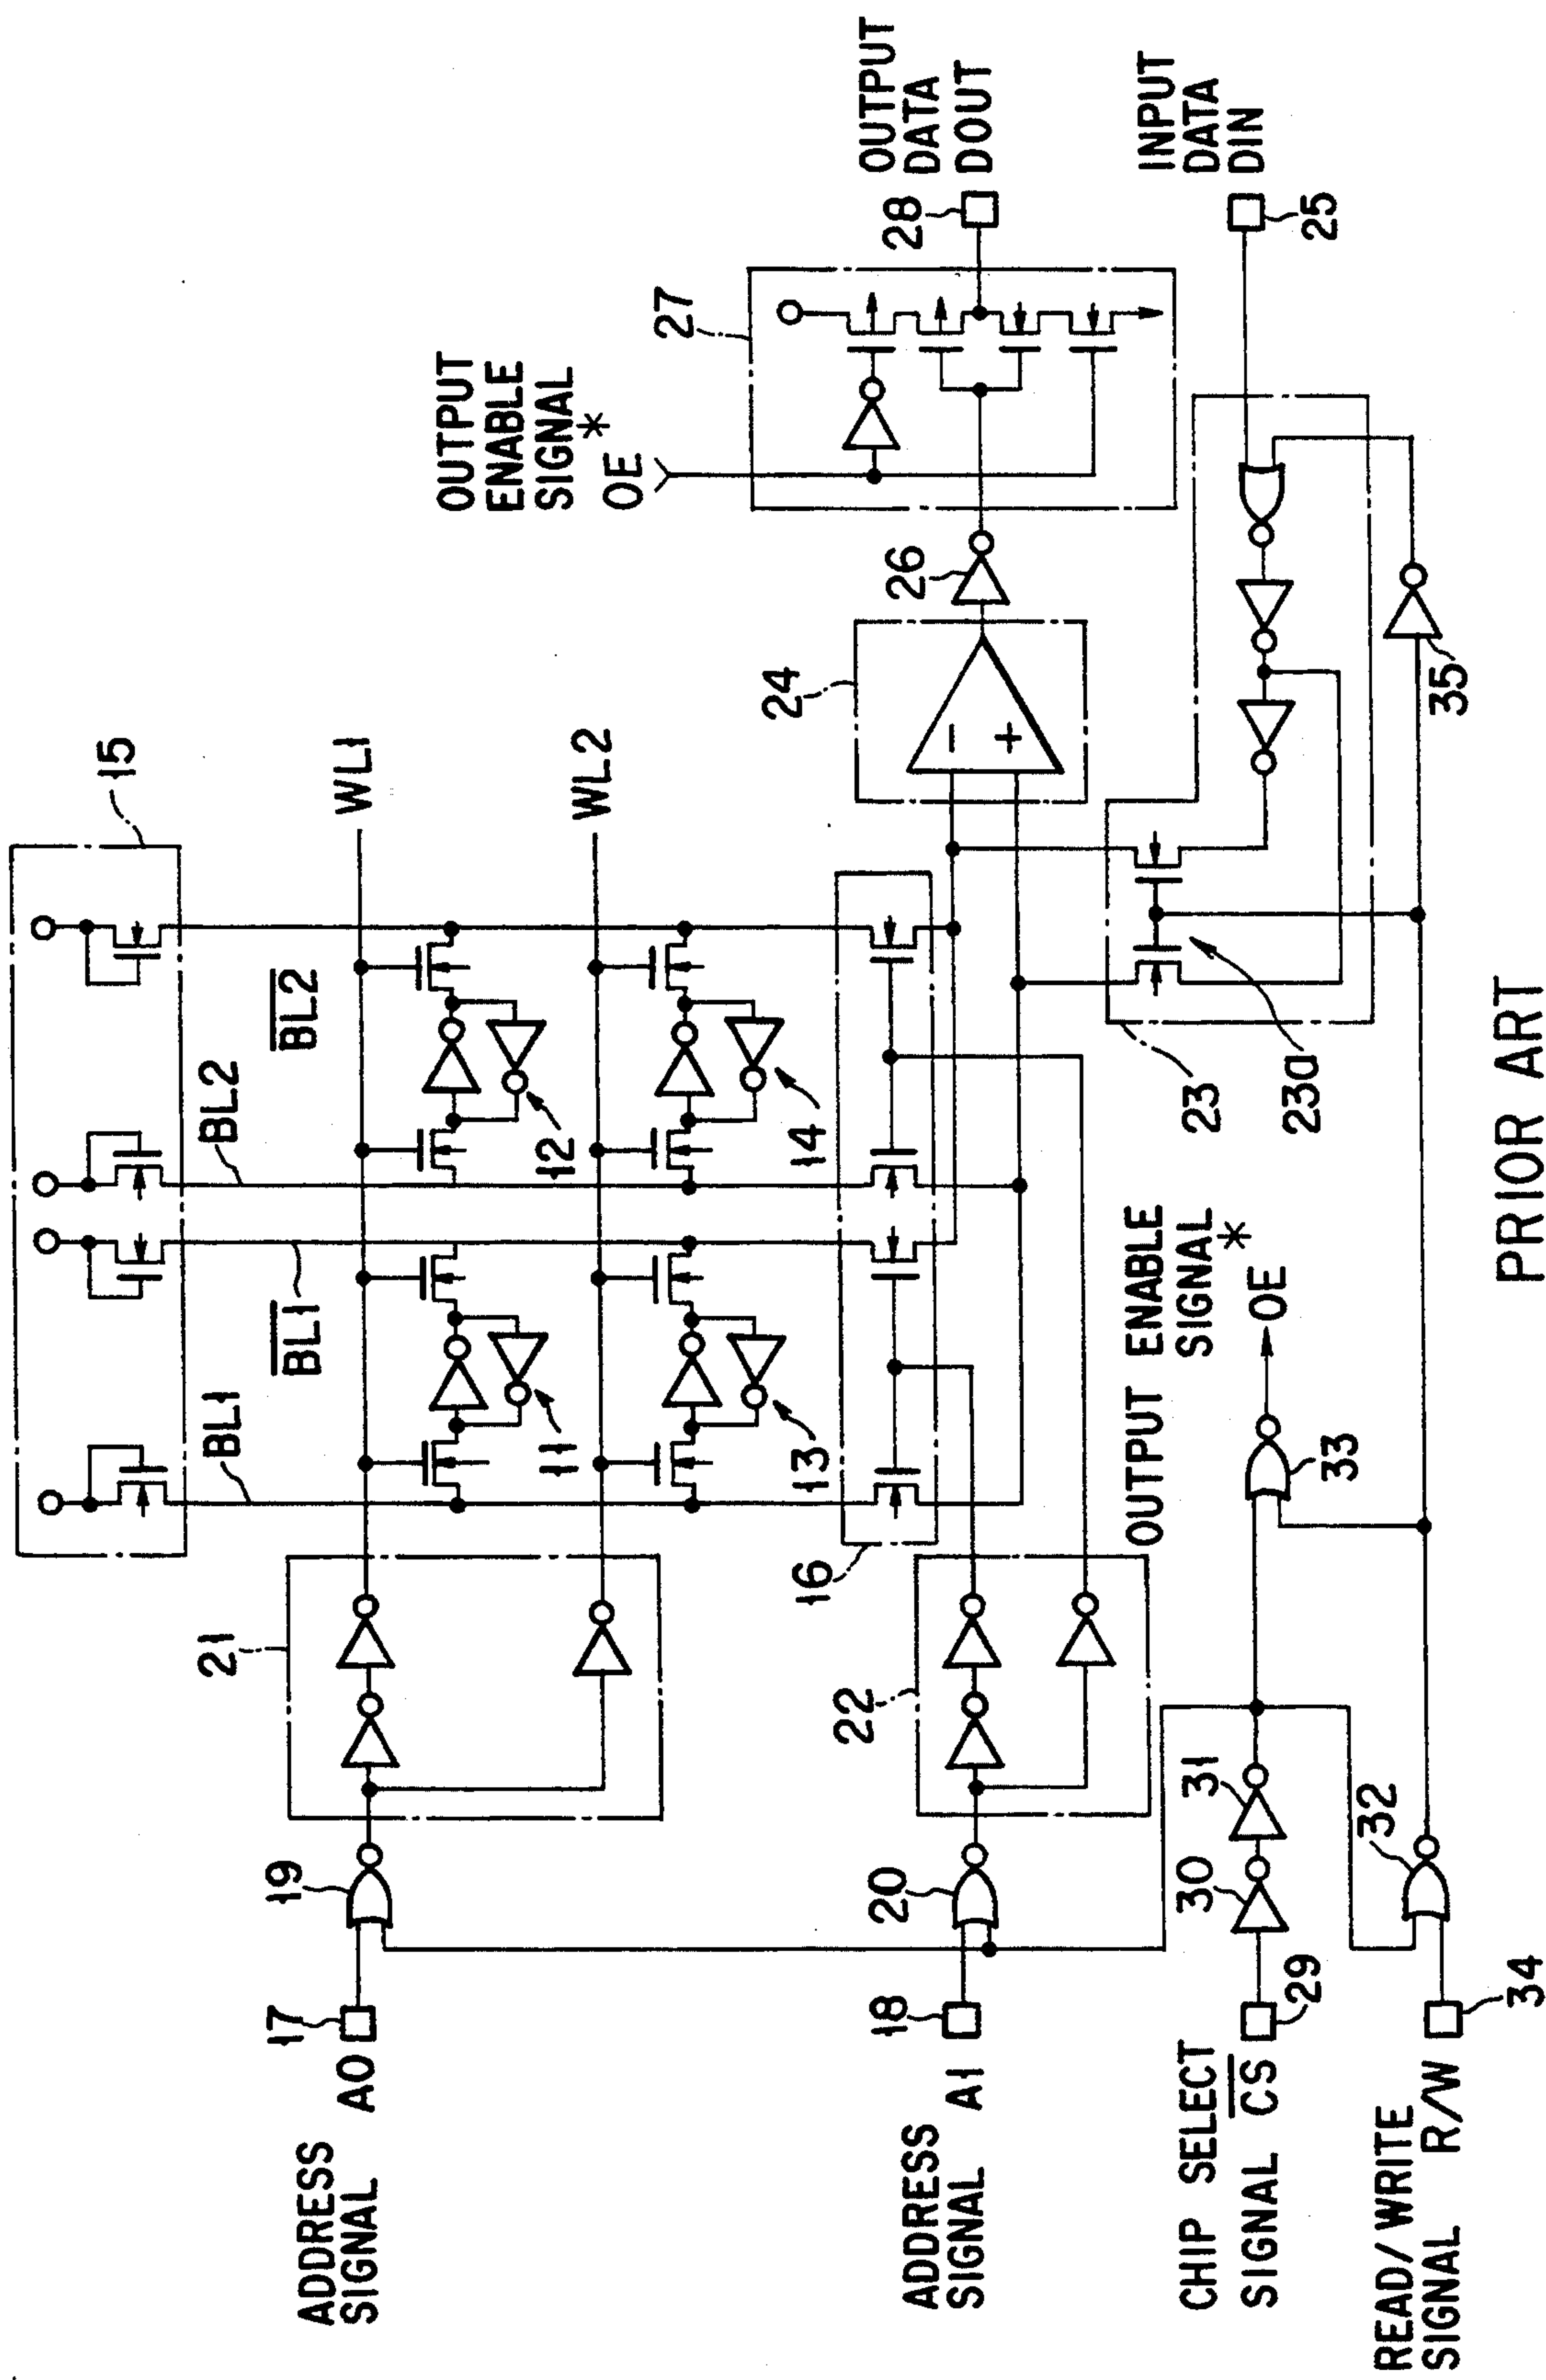 15
BL1
BL1
BL2
BL2
WL1
WL2
11
12
13
14
21
16
22
ADDRESS
SIGNAL A0
17
19
ADDRESS
SIGNAL A1
18
20
CHIP SELECT
SIGNAL CS
29
30
31
READ/WRITE
SIGNAL R/W
34
32
33
OUTPUT ENABLE
SIGNAL*
OE
OUTPUT
ENABLE
SIGNAL*
OE
24
26
27
28
OUTPUT
DATA
DOUT
INPUT
DATA
DIN
25
23
23a
35
− +
PRIOR ART